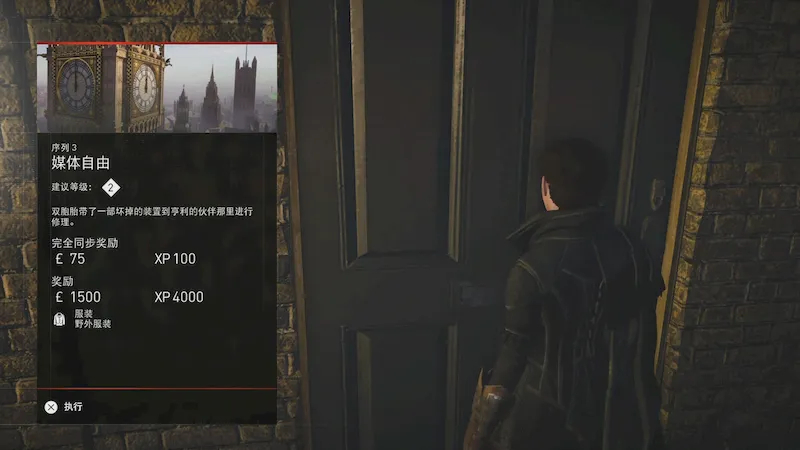 序列 3
媒体自由
建议等级： 2
双胞胎带了一部坏掉的装置到亨利的伙伴那里进行
修理。
完全同步奖励
£ 75 XP 100
奖励
£ 1500 XP 4000
服装
野外服装
执行